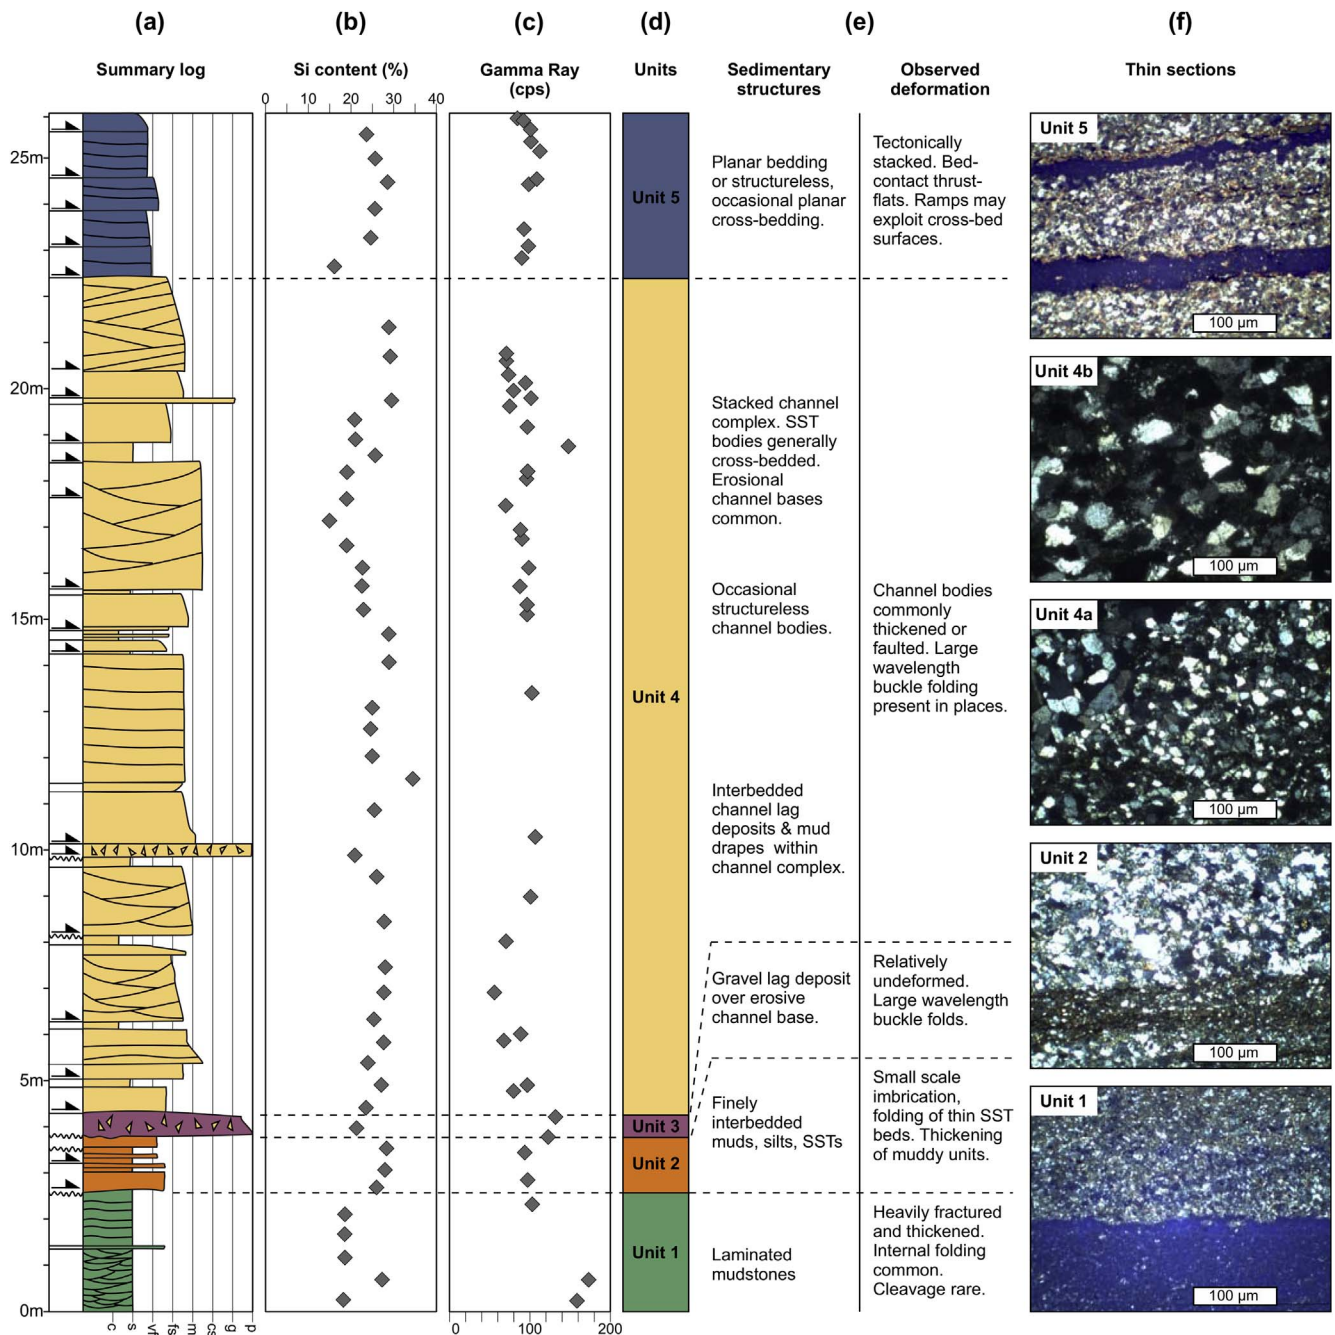 (a)
(b)
(c)
(d)
(e)
(f)
Summary log
Si content (%)
Gamma Ray
(cps)
Units
Sedimentary
structures
Observed
deformation
Thin sections
0 10 20 30 40
25m
20m
15m
10m
5m
0m
c s vf fs m cs g p
0 100 200
Unit 5
Unit 4
Unit 3
Unit 2
Unit 1
Planar bedding
or structureless,
occasional planar
cross-bedding.
Stacked channel
complex. SST
bodies generally
cross-bedded.
Erosional
channel bases
common.
Occasional
structureless
channel bodies.
Interbedded
channel lag
deposits & mud
drapes within
channel complex.
Gravel lag deposit
over erosive
channel base.
Finely
interbedded
muds, silts, SSTs
Laminated
mudstones
Tectonically
stacked. Bed-
contact thrust-
flats. Ramps may
exploit cross-bed
surfaces.
Channel bodies
commonly
thickened or
faulted. Large
wavelength
buckle folding
present in places.
Relatively
undeformed.
Large wavelength
buckle folds.
Small scale
imbrication,
folding of thin SST
beds. Thickening
of muddy units.
Heavily fractured
and thickened.
Internal folding
common.
Cleavage rare.
Unit 5
100 µm
Unit 4b
100 µm
Unit 4a
100 µm
Unit 2
100 µm
Unit 1
100 µm